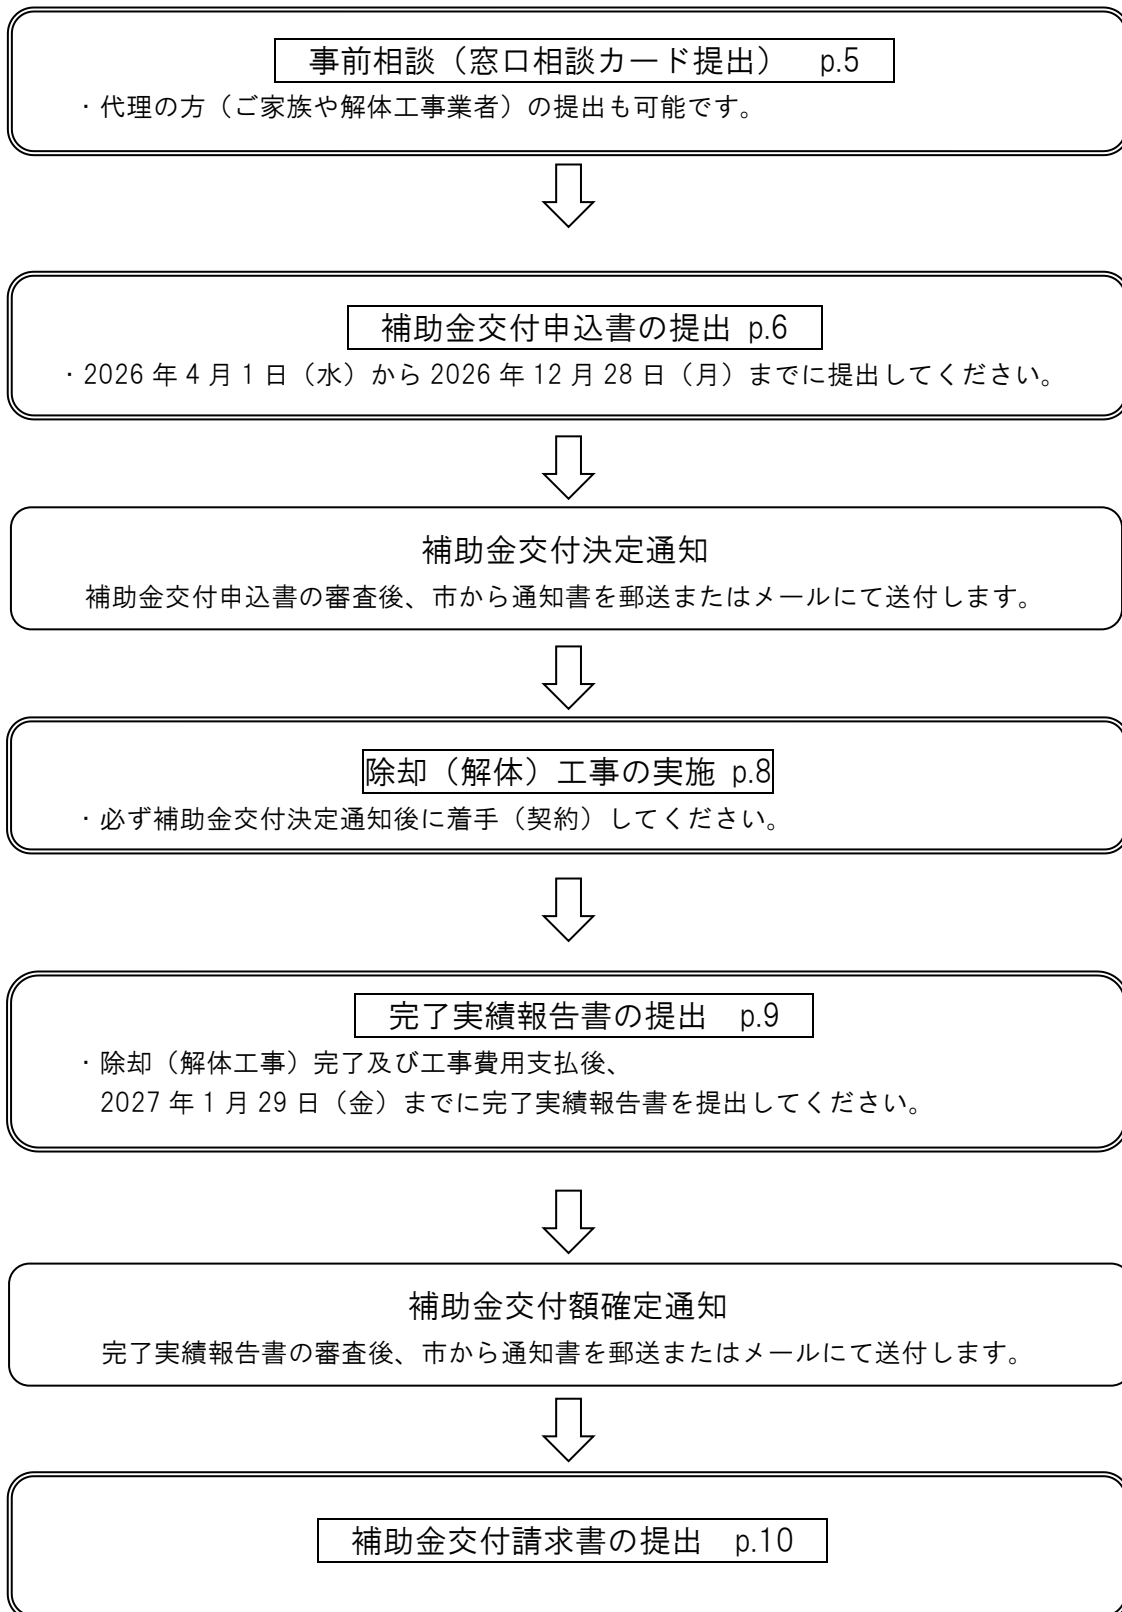 事前相談（窓口相談カード提出）　p.5
・代理の方（ご家族や解体工事業者）の提出も可能です。
補助金交付申込書の提出 p.6
・2026 年 4 月 1 日（水）から 2026 年 12 月 28 日（月）までに提出してください。
補助金交付決定通知
補助金交付申込書の審査後、市から通知書を郵送またはメールにて送付します。
除却（解体）工事の実施 p.8
・必ず補助金交付決定通知後に着手（契約）してください。
完了実績報告書の提出　p.9
・除却（解体工事）完了及び工事費用支払後、
2027 年 1 月 29 日（金）までに完了実績報告書を提出してください。
補助金交付額確定通知
完了実績報告書の審査後、市から通知書を郵送またはメールにて送付します。
補助金交付請求書の提出　p.10